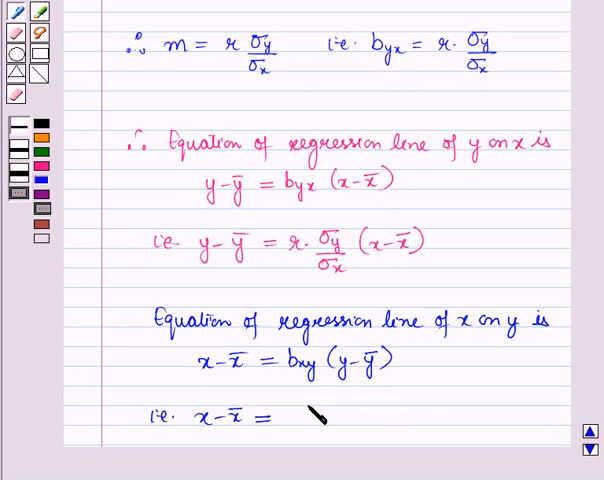 ∴ m = r σy/σx i.e. byx = r. σy/σx
∴ Equation of regression line of y on x is
y-ȳ = byx (x-x̄)
i.e. y-ȳ = r. σy/σx (x-x̄)
Equation of regression line of x on y is
x-x̄ = bxy (y-ȳ)
i.e. x-x̄ =